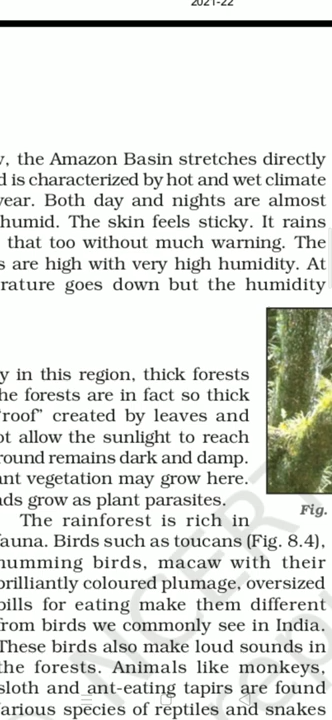 2021-22
, the Amazon Basin stretches directly
is characterized by hot and wet climate
year. Both day and nights are almost
humid. The skin feels sticky. It rains
that too without much warning. The
are high with very high humidity. At
rature goes down but the humidity
y in this region, thick forests
he forests are in fact so thick
"roof" created by leaves and
ot allow the sunlight to reach
round remains dark and damp.
ant vegetation may grow here.
ds grow as plant parasites.
Fig.
The rainforest is rich in
fauna. Birds such as toucans (Fig. 8.4),
humming birds, macaw with their
brilliantly coloured plumage, oversized
bills for eating make them different
from birds we commonly see in India.
These birds also make loud sounds in
the forests. Animals like monkeys,
sloth and ant-eating tapirs are found
arious species of reptiles and snakes